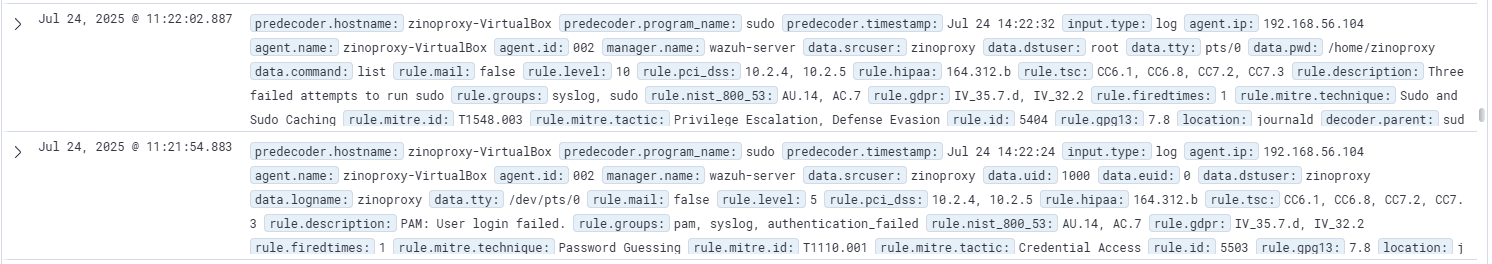 Jul 24, 2025 @ 11:22:02.887 predecoder.hostname: zinoproxy-VirtualBox predecoder.program_name: sudo predecoder.timestamp: Jul 24 14:22:32 input.type: log agent.ip: 192.168.56.104
agent.name: zinoproxy-VirtualBox agent.id: 002 manager.name: wazuh-server data.srcuser: zinoproxy data.dstuser: root data.tty: pts/0 data.pwd: /home/zinoproxy
data.command: list rule.mail: false rule.level: 10 rule.pci_dss: 10.2.4, 10.2.5 rule.hipaa: 164.312.b rule.tsc: CC6.1, CC6.8, CC7.2, CC7.3 rule.description: Three
failed attempts to run sudo rule.groups: syslog, sudo rule.nist_800_53: AU.14, AC.7 rule.gdpr: IV_35.7.d, IV_32.2 rule.firedtimes: 1 rule.mitre.technique: Sudo and
Sudo Caching rule.mitre.id: T1548.003 rule.mitre.tactic: Privilege Escalation, Defense Evasion rule.id: 5404 rule.gpg13: 7.8 location: journald decoder.parent: sud
Jul 24, 2025 @ 11:21:54.883 predecoder.hostname: zinoproxy-VirtualBox predecoder.program_name: sudo predecoder.timestamp: Jul 24 14:22:24 input.type: log agent.ip: 192.168.56.104
agent.name: zinoproxy-VirtualBox agent.id: 002 manager.name: wazuh-server data.srcuser: zinoproxy data.uid: 1000 data.euid: 0 data.dstuser: zinoproxy
data.logname: zinoproxy data.tty: /dev/pts/0 rule.mail: false rule.level: 5 rule.pci_dss: 10.2.4, 10.2.5 rule.hipaa: 164.312.b rule.tsc: CC6.1, CC6.8, CC7.2, CC7.
3 rule.description: PAM: User login failed. rule.groups: pam, syslog, authentication_failed rule.nist_800_53: AU.14, AC.7 rule.gdpr: IV_35.7.d, IV_32.2
rule.firedtimes: 1 rule.mitre.technique: Password Guessing rule.mitre.id: T1110.001 rule.mitre.tactic: Credential Access rule.id: 5503 rule.gpg13: 7.8 location: j